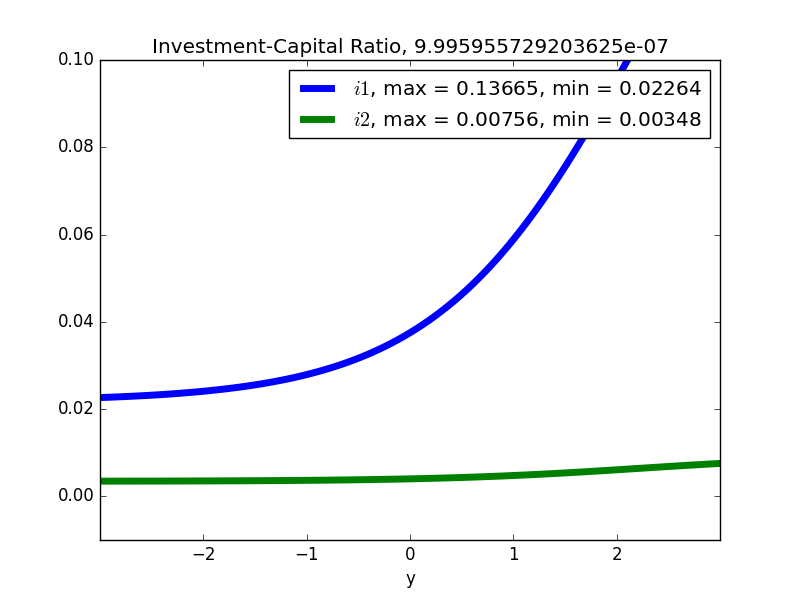 Investment-Capital Ratio, 9.995955729203625e-07
i1, max = 0.13665, min = 0.02264
i2, max = 0.00756, min = 0.00348
0.10
0.08
0.06
0.04
0.02
0.00
−2 −1 0 1 2
y